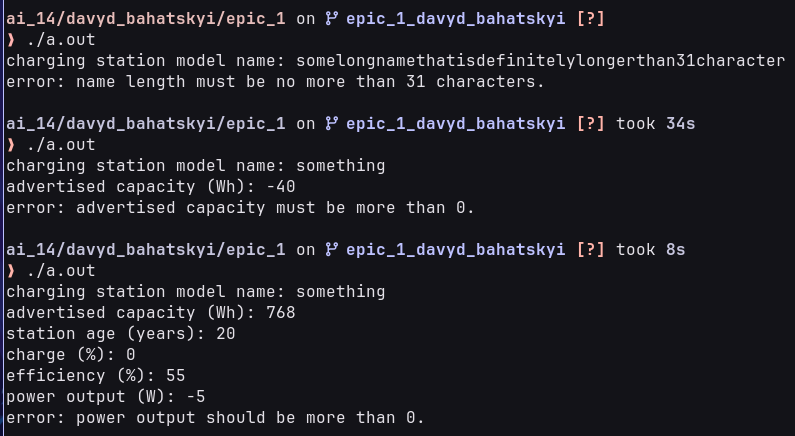 ai_14/davyd_bahatskyi/epic_1 on epic_1_davyd_bahatskyi [?]
❱ ./a.out
charging station model name: somelongnamethatisdefinitelylongerthan31character
error: name length must be no more than 31 characters.
ai_14/davyd_bahatskyi/epic_1 on epic_1_davyd_bahatskyi [?] took 34s
❱ ./a.out
charging station model name: something
advertised capacity (Wh): -40
error: advertised capacity must be more than 0.
ai_14/davyd_bahatskyi/epic_1 on epic_1_davyd_bahatskyi [?] took 8s
❱ ./a.out
charging station model name: something
advertised capacity (Wh): 768
station age (years): 20
charge (%): 0
efficiency (%): 55
power output (W): -5
error: power output should be more than 0.